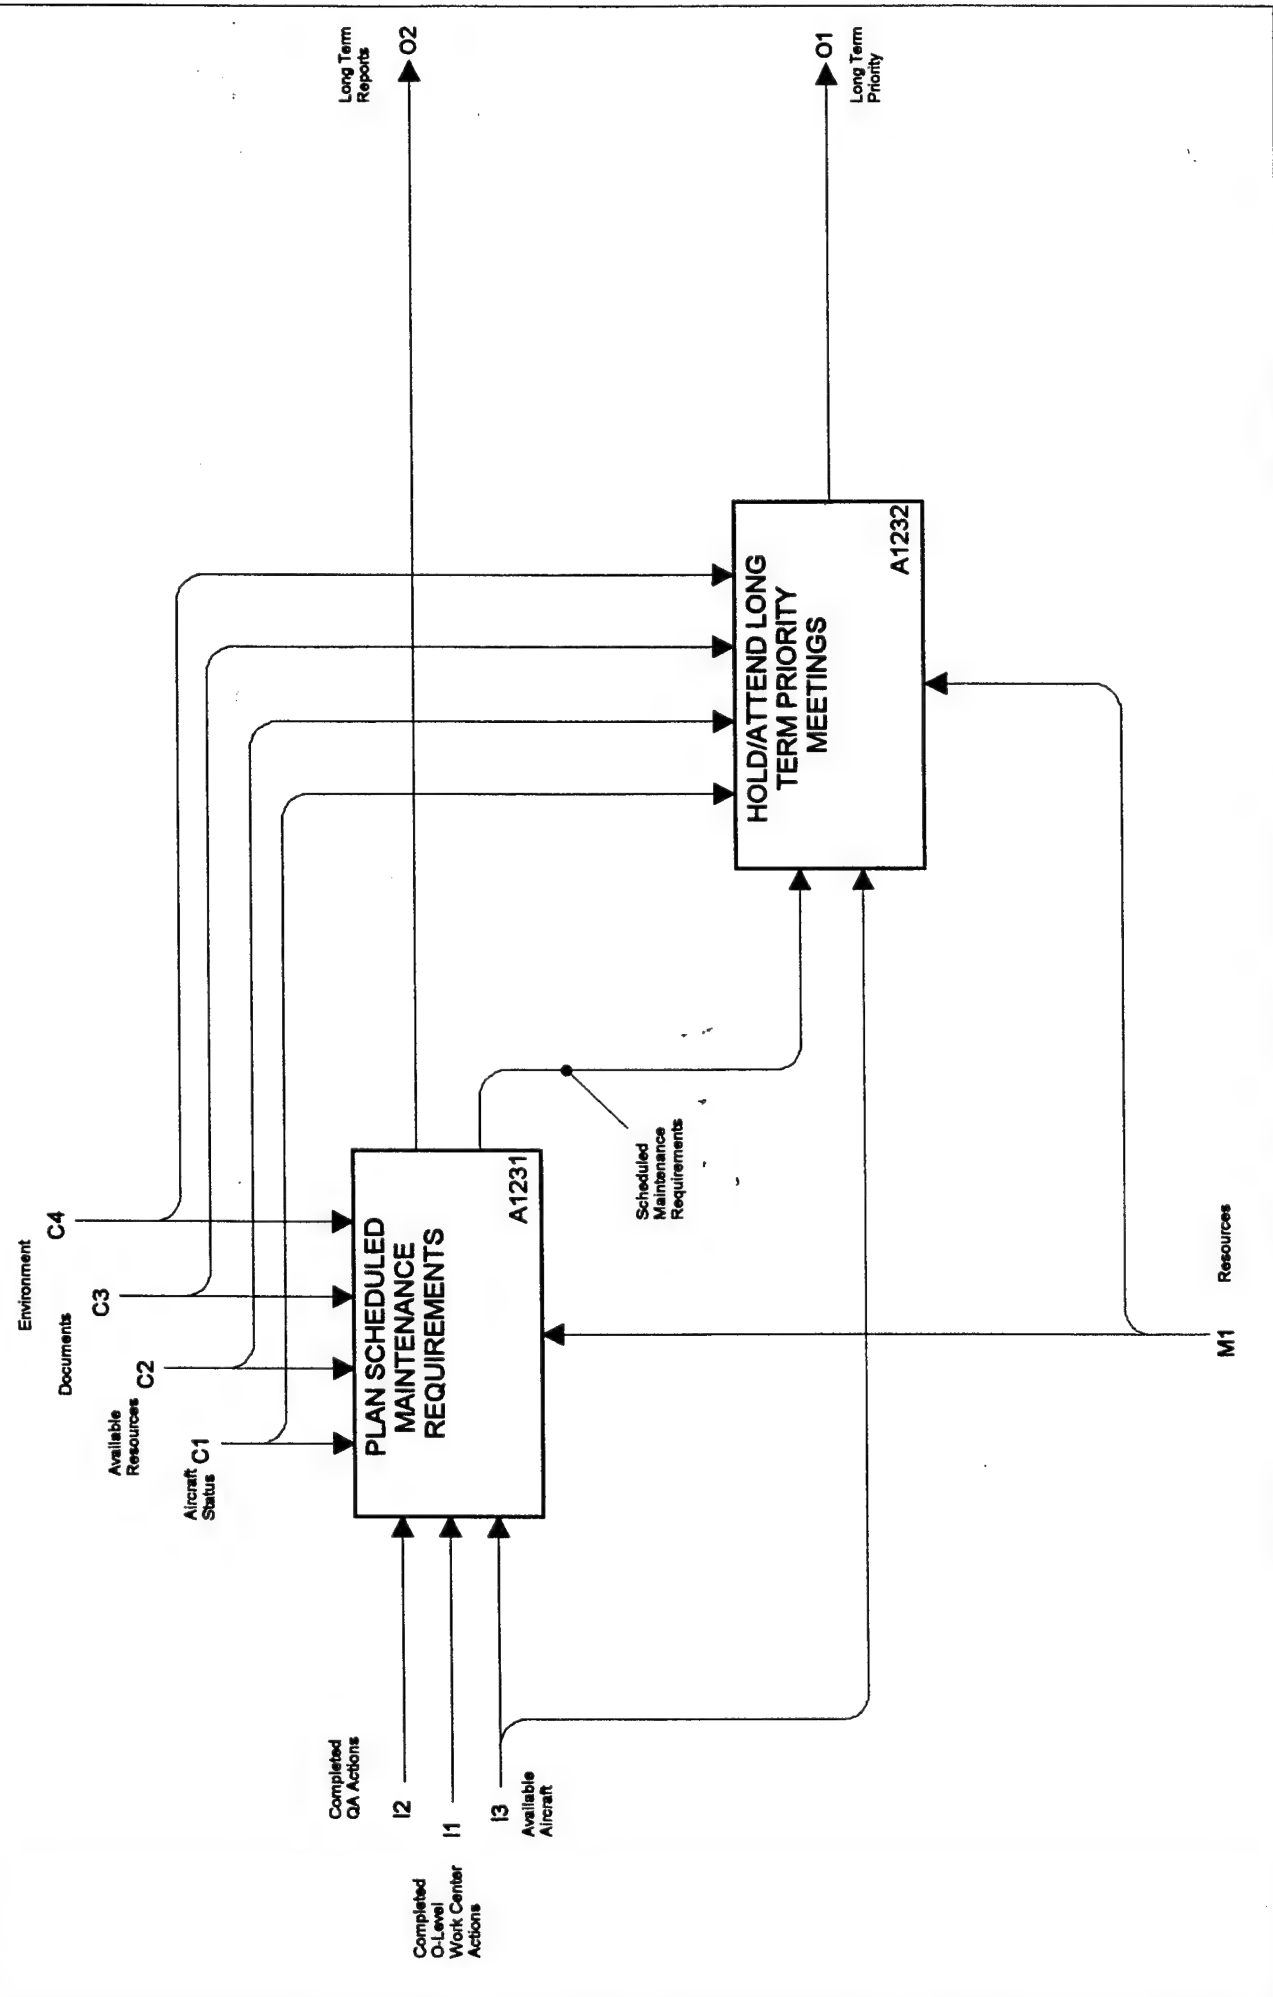 Environment
C4
Documents
C3
Available
Resources
C2
Aircraft
Status
C1
Completed
QA Actions
I2
Completed
O-Level
Work Center
Actions
I1
I3
Available
Aircraft
PLAN SCHEDULED
MAINTENANCE
REQUIREMENTS
A1231
Long Term
Reports
O2
Scheduled
Maintenance
Requirements
HOLD/ATTEND LONG
TERM PRIORITY
MEETINGS
A1232
O1
Long Term
Priority
M1
Resources